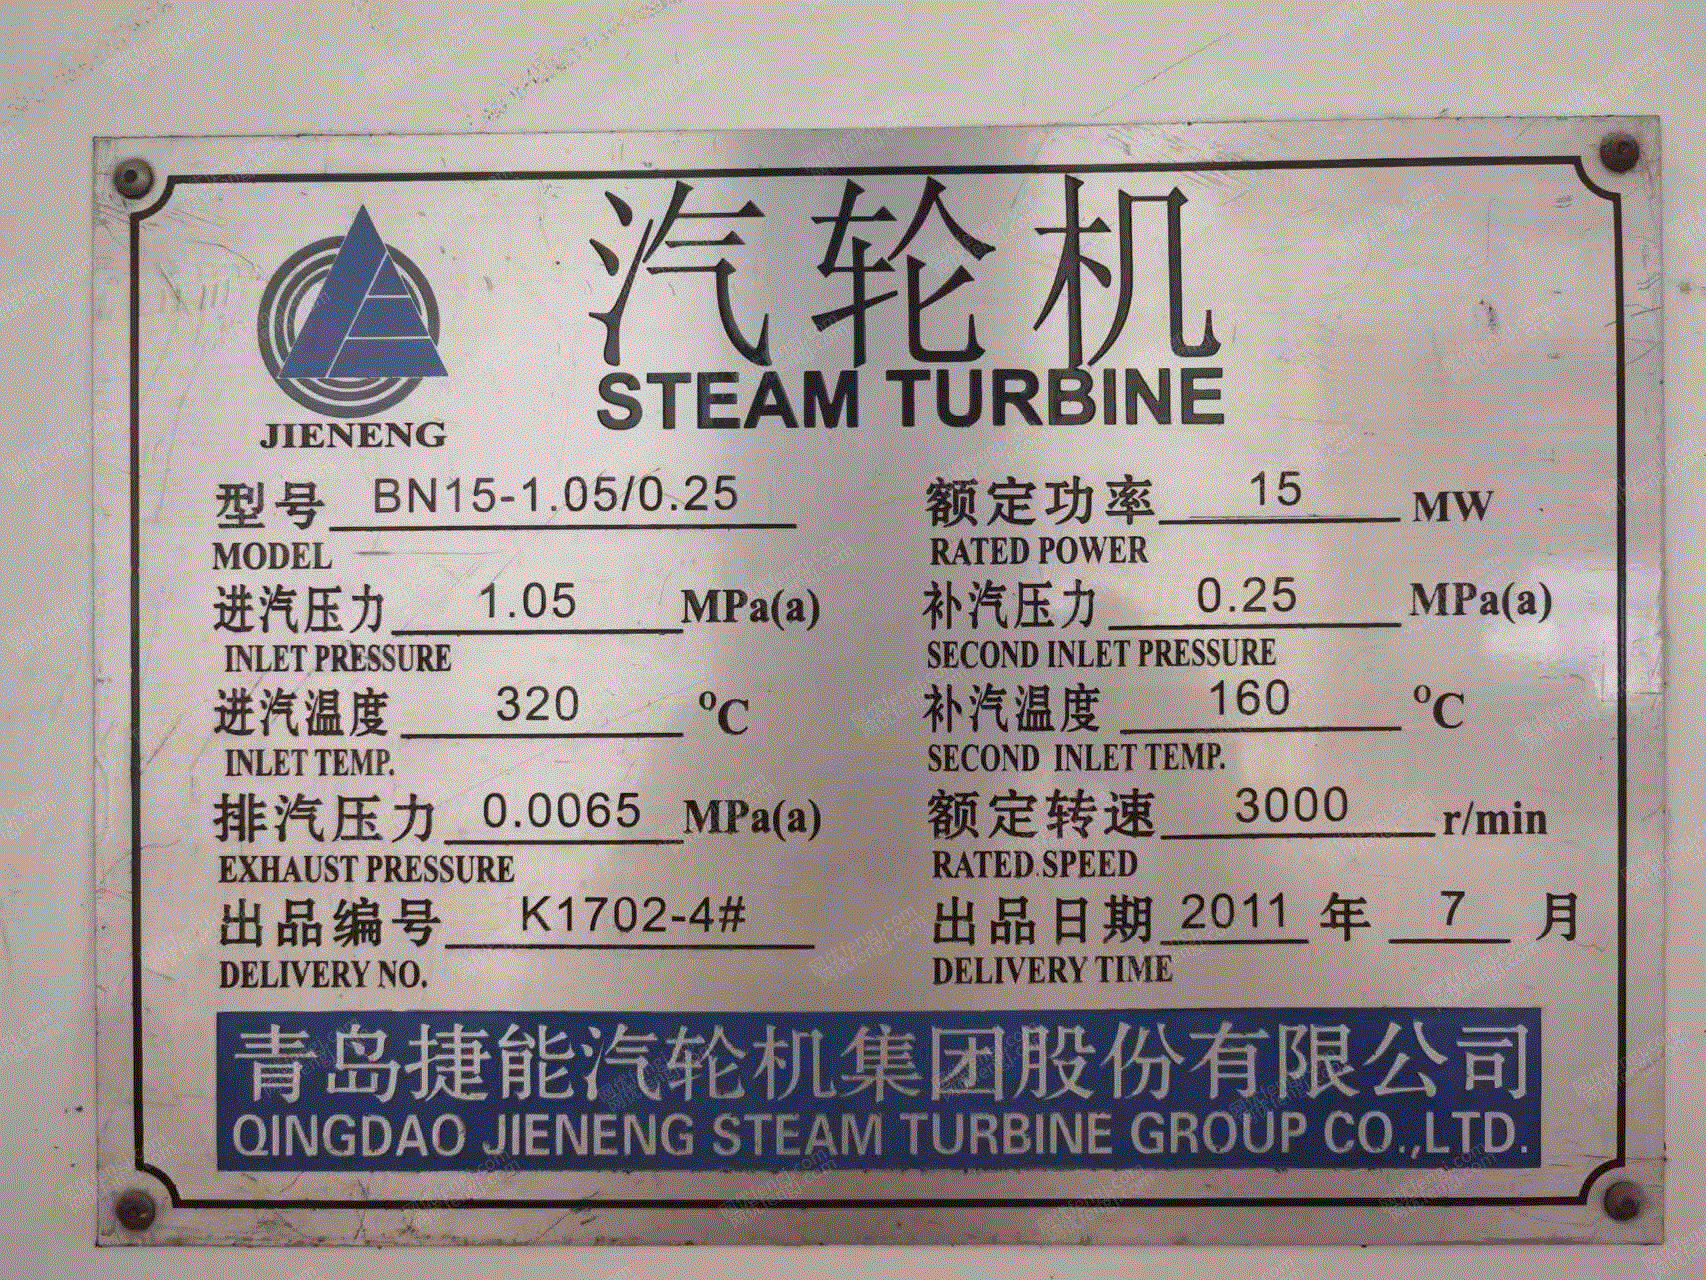 汽轮机
STEAM TURBINE
JIENENG
型号 BN15-1.05/0.25
MODEL
额定功率 15 MW
RATED POWER
进汽压力 1.05 MPa(a)
INLET PRESSURE
补汽压力 0.25 MPa(a)
SECOND INLET PRESSURE
进汽温度 320 °C
INLET TEMP.
补汽温度 160 °C
SECOND INLET TEMP.
排汽压力 0.0065 MPa(a)
EXHAUST PRESSURE
额定转速 3000 r/min
RATED SPEED
出品编号 K1702-4#
DELIVERY NO.
出品日期 2011 年 7 月
DELIVERY TIME
青岛捷能汽轮机集团股份有限公司
QINGDAO JIENENG STEAM TURBINE GROUP CO.,LTD.